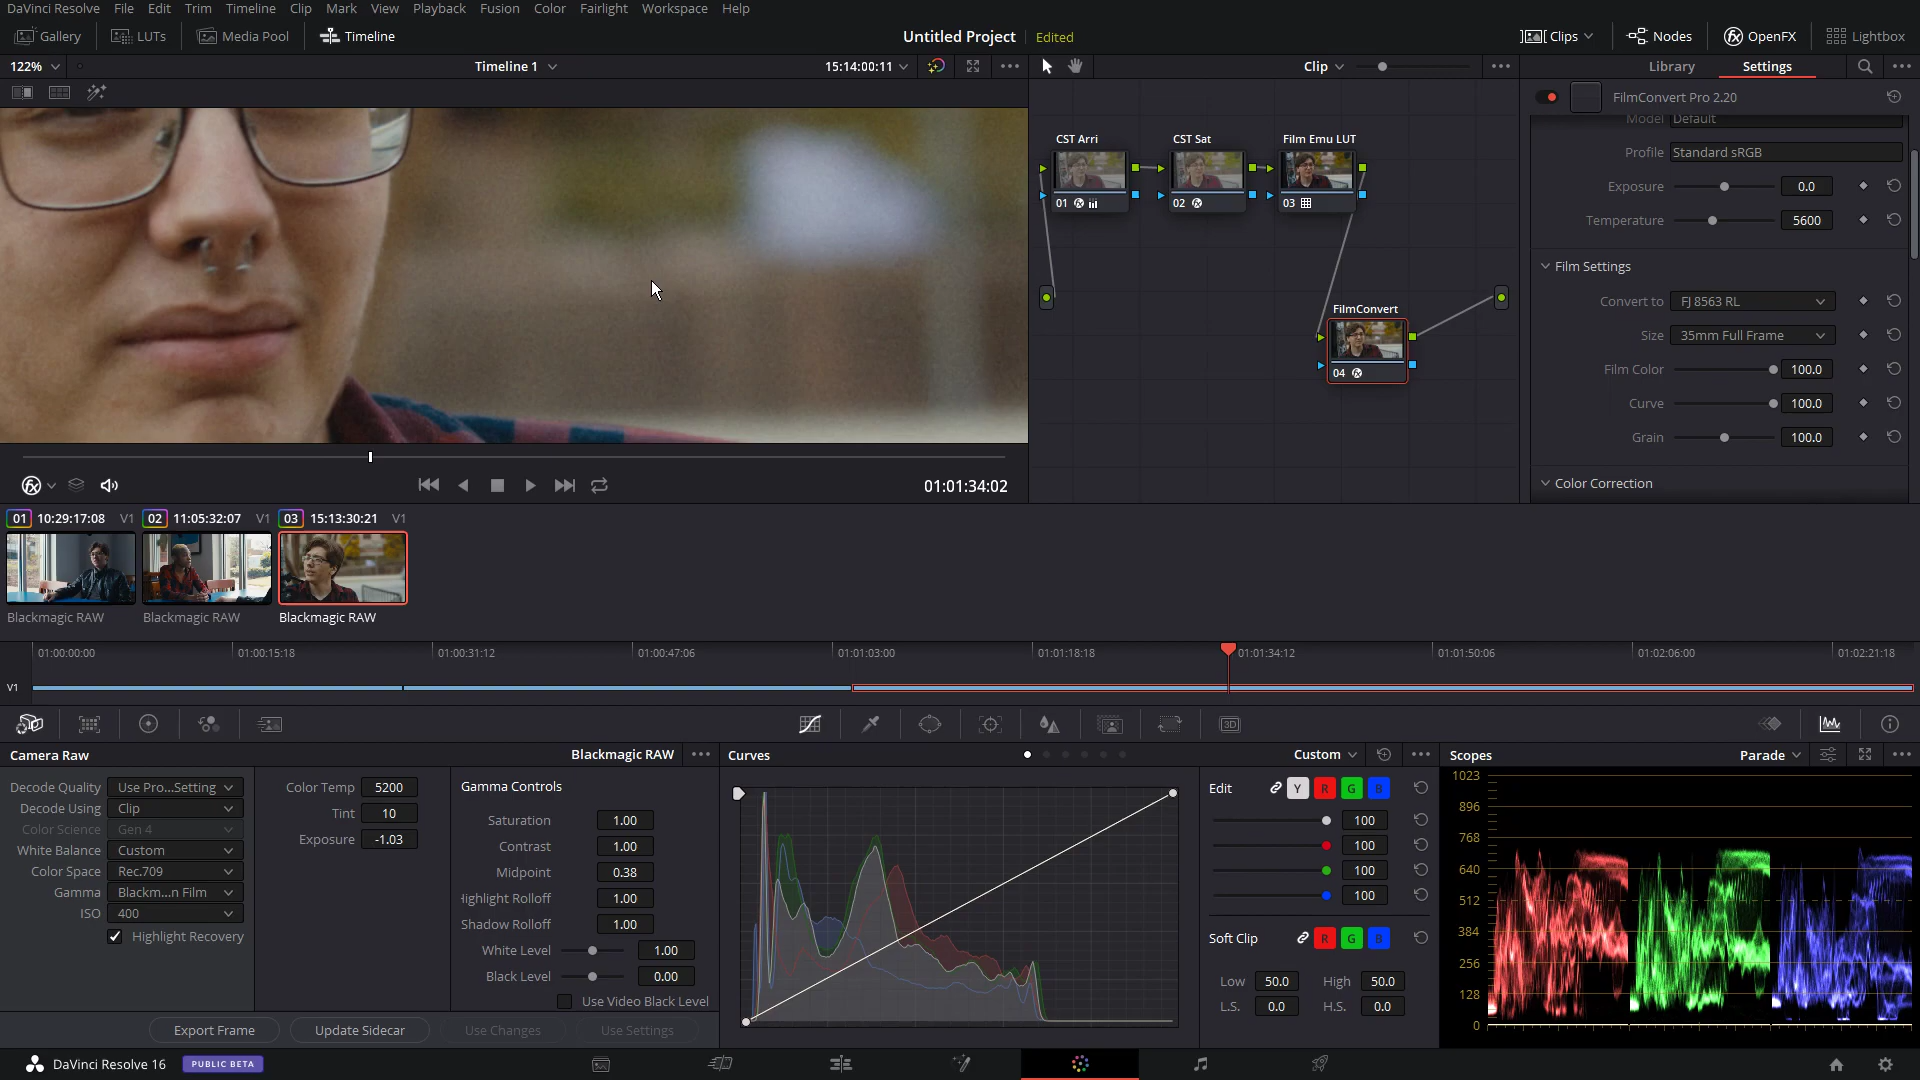 DaVinci Resolve File Edit Trim Timeline Clip Mark View Playback Fusion Color Fairlight Workspace Help
Gallery LUTs Media Pool Timeline Untitled Project Edited Clips Nodes OpenFX Lightbox
122% Timeline 1 15:14:00:11 Clip Library Settings
FilmConvert Pro 2.20
Model Default
Profile Standard sRGB
Exposure 0.0
Temperature 5600
Film Settings
Convert to FJ 8563 RL
Size 35mm Full Frame
Film Color 100.0
Curve 100.0
Grain 100.0
Color Correction
CST Arri CST Sat Film Emu LUT
01 02 03
FilmConvert
04
01:01:34:02
01 10:29:17:08 V1 02 11:05:32:07 V1 03 15:13:30:21 V1
Blackmagic RAW Blackmagic RAW Blackmagic RAW
01:00:00:00 01:00:15:18 01:00:31:12 01:00:47:06 01:01:03:00 01:01:18:18 01:01:34:12 01:01:50:06 01:02:06:00 01:02:21:18
V1
3D
Camera Raw Blackmagic RAW
Decode Quality Use Pro...Setting
Decode Using Clip
Color Science Gen 4
White Balance Custom
Color Space Rec.709
Gamma Blackm...n Film
ISO 400
Highlight Recovery
Color Temp 5200
Tint 10
Exposure -1.03
Gamma Controls
Saturation 1.00
Contrast 1.00
Midpoint 0.38
Highlight Rolloff 1.00
Shadow Rolloff 1.00
White Level 1.00
Black Level 0.00
Use Video Black Level
Export Frame Update Sidecar Use Changes Use Settings
Curves Custom
Edit Y R G B
100
100
100
100
Soft Clip R G B
Low 50.0 High 50.0
L.S. 0.0 H.S. 0.0
Scopes Parade
1023
896
768
640
512
384
256
128
0
DaVinci Resolve 16 PUBLIC BETA